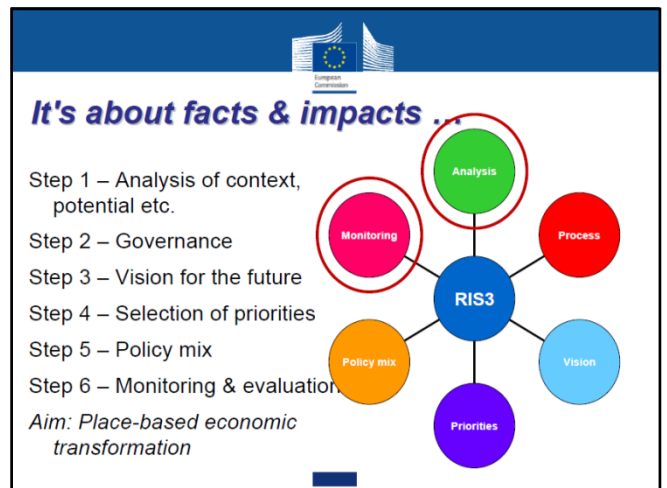 European
Commission
It's about facts & impacts ...
Step 1 – Analysis of context,
potential etc.
Step 2 – Governance
Step 3 – Vision for the future
Step 4 – Selection of priorities
Step 5 – Policy mix
Step 6 – Monitoring & evaluation
Aim: Place-based economic
transformation
Analysis
Monitoring
Process
RIS3
Policy mix
Vision
Priorities